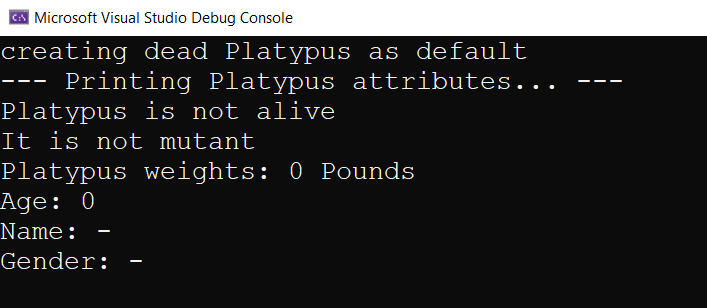 Microsoft Visual Studio Debug Console
creating dead Platypus as default
--- Printing Platypus attributes... ---
Platypus is not alive
It is not mutant
Platypus weights: 0 Pounds
Age: 0
Name: -
Gender: -